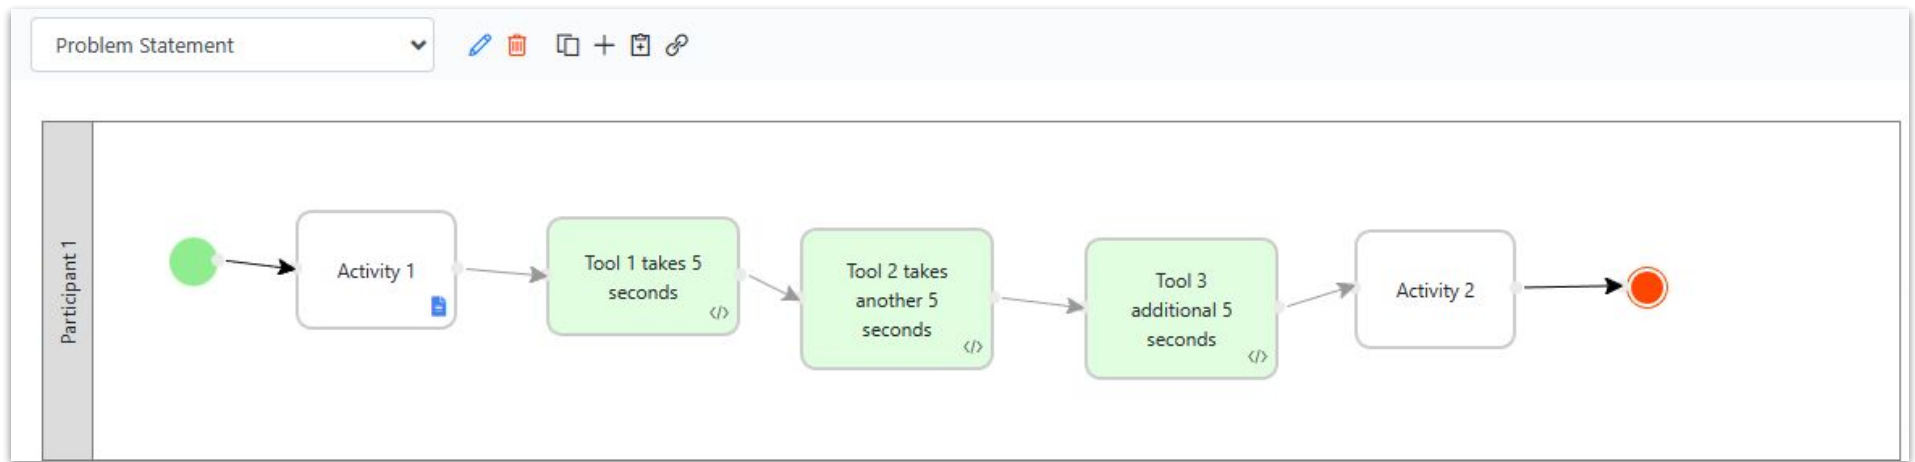 Problem Statement
Participant 1
Activity 1
Tool 1 takes 5
seconds
</>
Tool 2 takes
another 5
seconds
</>
Tool 3
additional 5
seconds
</>
Activity 2